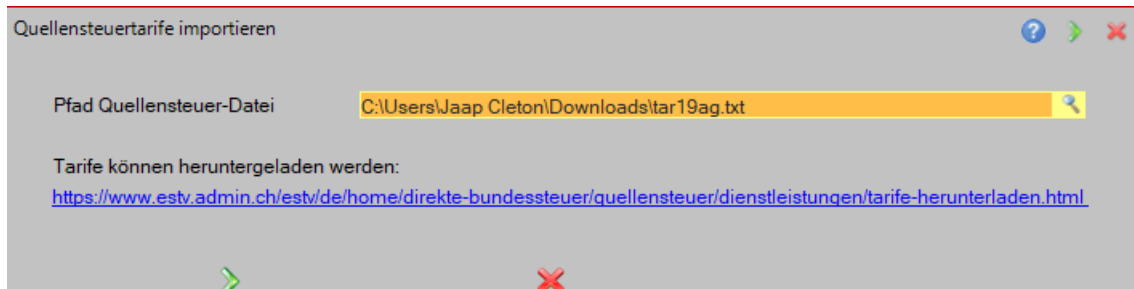 Quellensteuertarife importieren
Pfad Quellensteuer-Datei C:\Users\Jaap Cleton\Downloads\tar19ag.txt
Tarife können heruntergeladen werden:
https://www.estv.admin.ch/estv/de/home/direkte-bundessteuer/quellensteuer/dienstleistungen/tarife-herunterladen.html